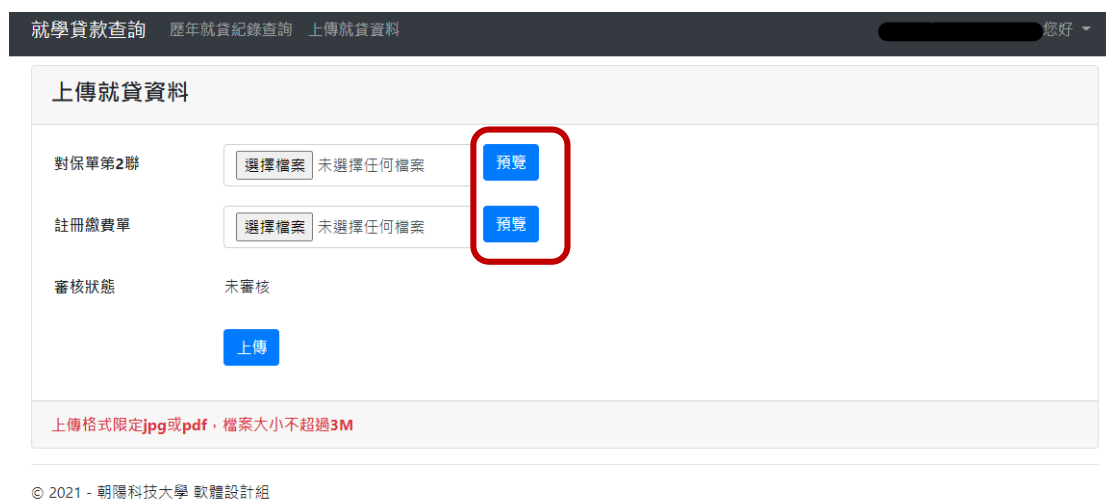 就學貸款查詢 歷年就貸紀錄查詢 上傳就貸資料 您好
上傳就貸資料
對保單第2聯 選擇檔案 未選擇任何檔案 預覽
註冊繳費單 選擇檔案 未選擇任何檔案 預覽
審核狀態 未審核
上傳
上傳格式限定jpg或pdf，檔案大小不超過3M
© 2021 - 朝陽科技大學 軟體設計組